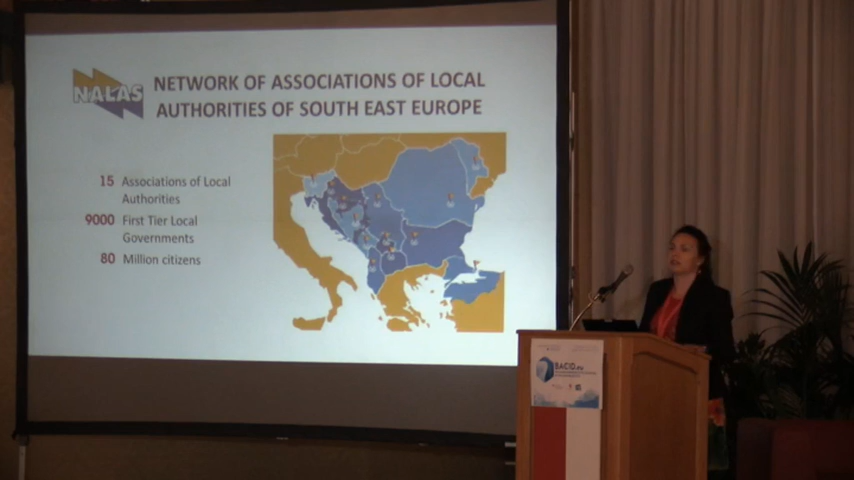 NALAS
NETWORK OF ASSOCIATIONS OF LOCAL
AUTHORITIES OF SOUTH EAST EUROPE
15 Associations of Local
Authorities
9000 First Tier Local
Governments
80 Million citizens
BACID.eu